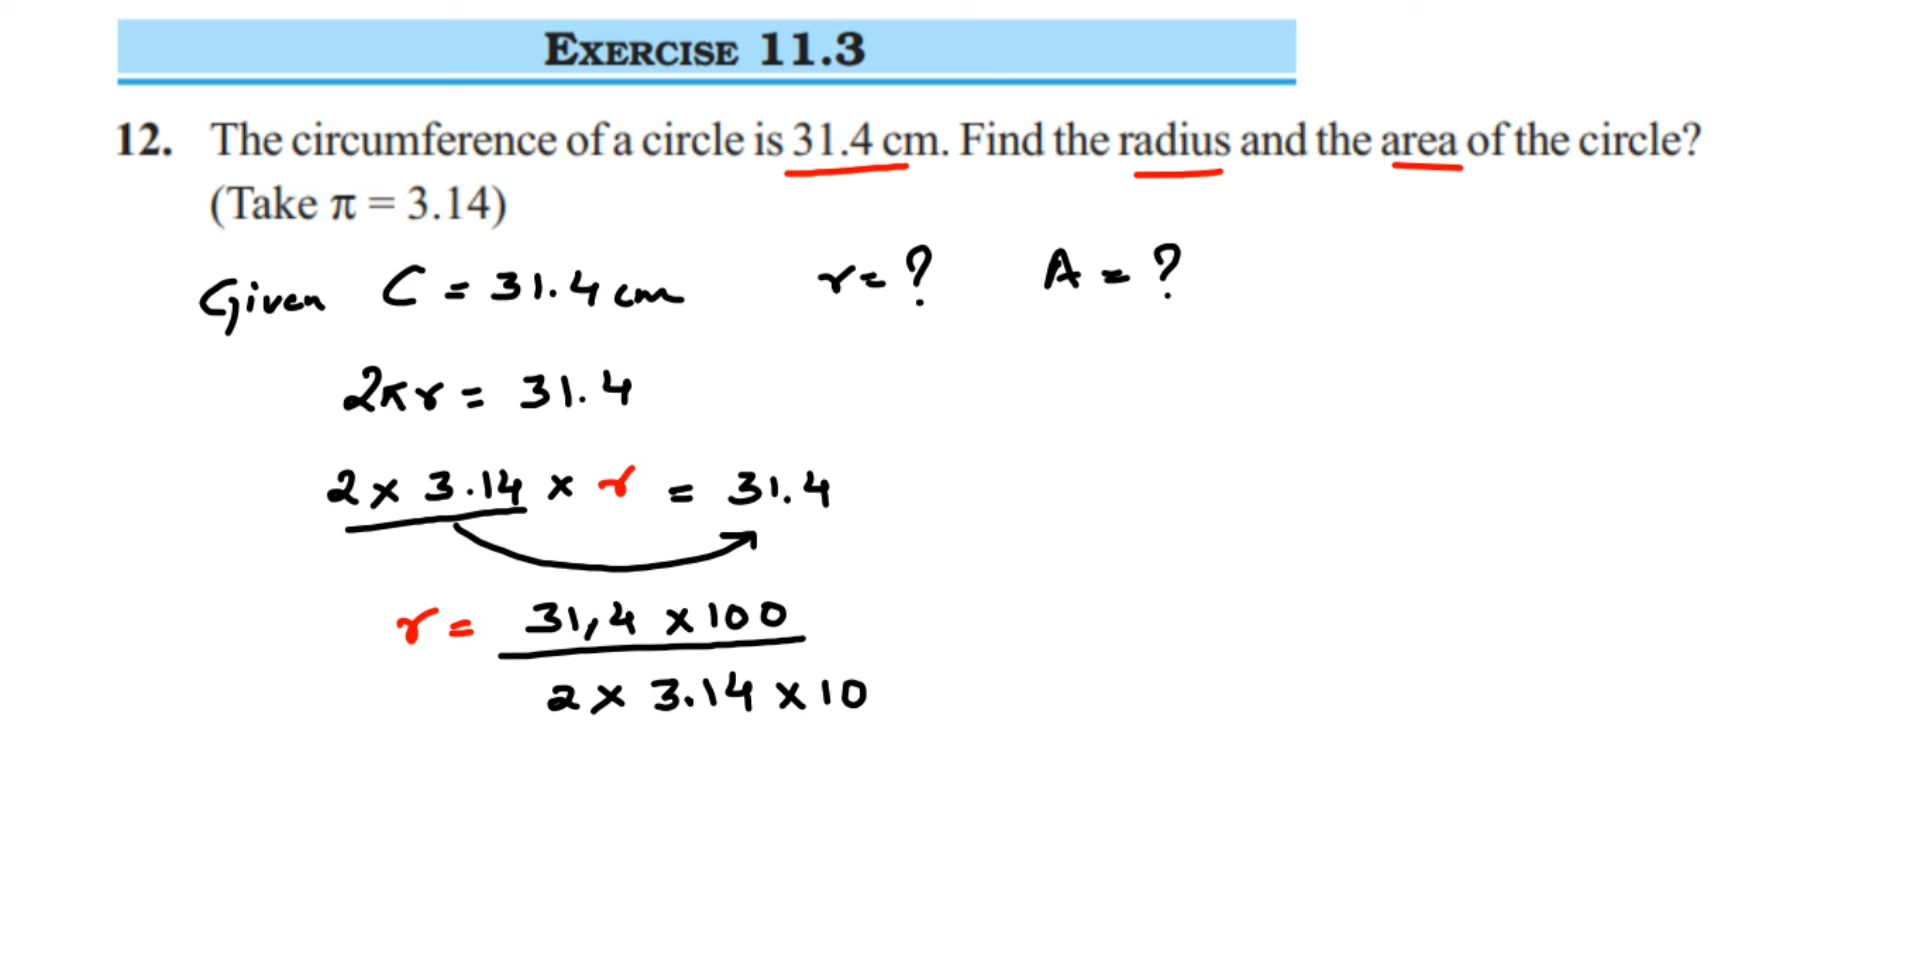 EXERCISE 11.3
12. The circumference of a circle is 31.4 cm. Find the radius and the area of the circle?
(Take π = 3.14)
Given C = 31.4 cm r = ? A = ?
2πr = 31.4
2 × 3.14 × r = 31.4
r = 31,4 × 100
2 × 3.14 × 10